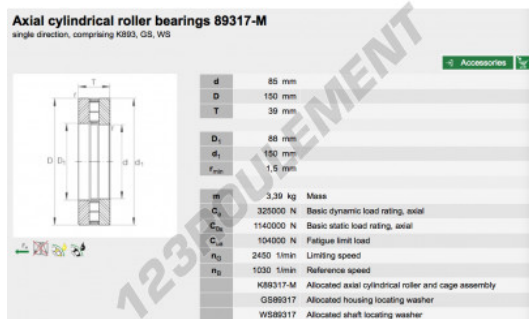 Axial cylindrical roller bearings 89317-M
single direction, comprising K893, GS, WS
Accessories
T
r
r
D D₁ d d₁
d 85 mm
D 150 mm
T 39 mm
D₁ 88 mm
d₁ 150 mm
rmin 1,5 mm
m 3,39 kg Mass
Ca 325000 N Basic dynamic load rating, axial
C0a 1140000 N Basic static load rating, axial
Cua 104000 N Fatigue limit load
nG 2450 1/min Limiting speed
nB 1030 1/min Reference speed
K89317-M Allocated axial cylindrical roller and cage assembly
GS89317 Allocated housing locating washer
WS89317 Allocated shaft locating washer
123ROULEMENT